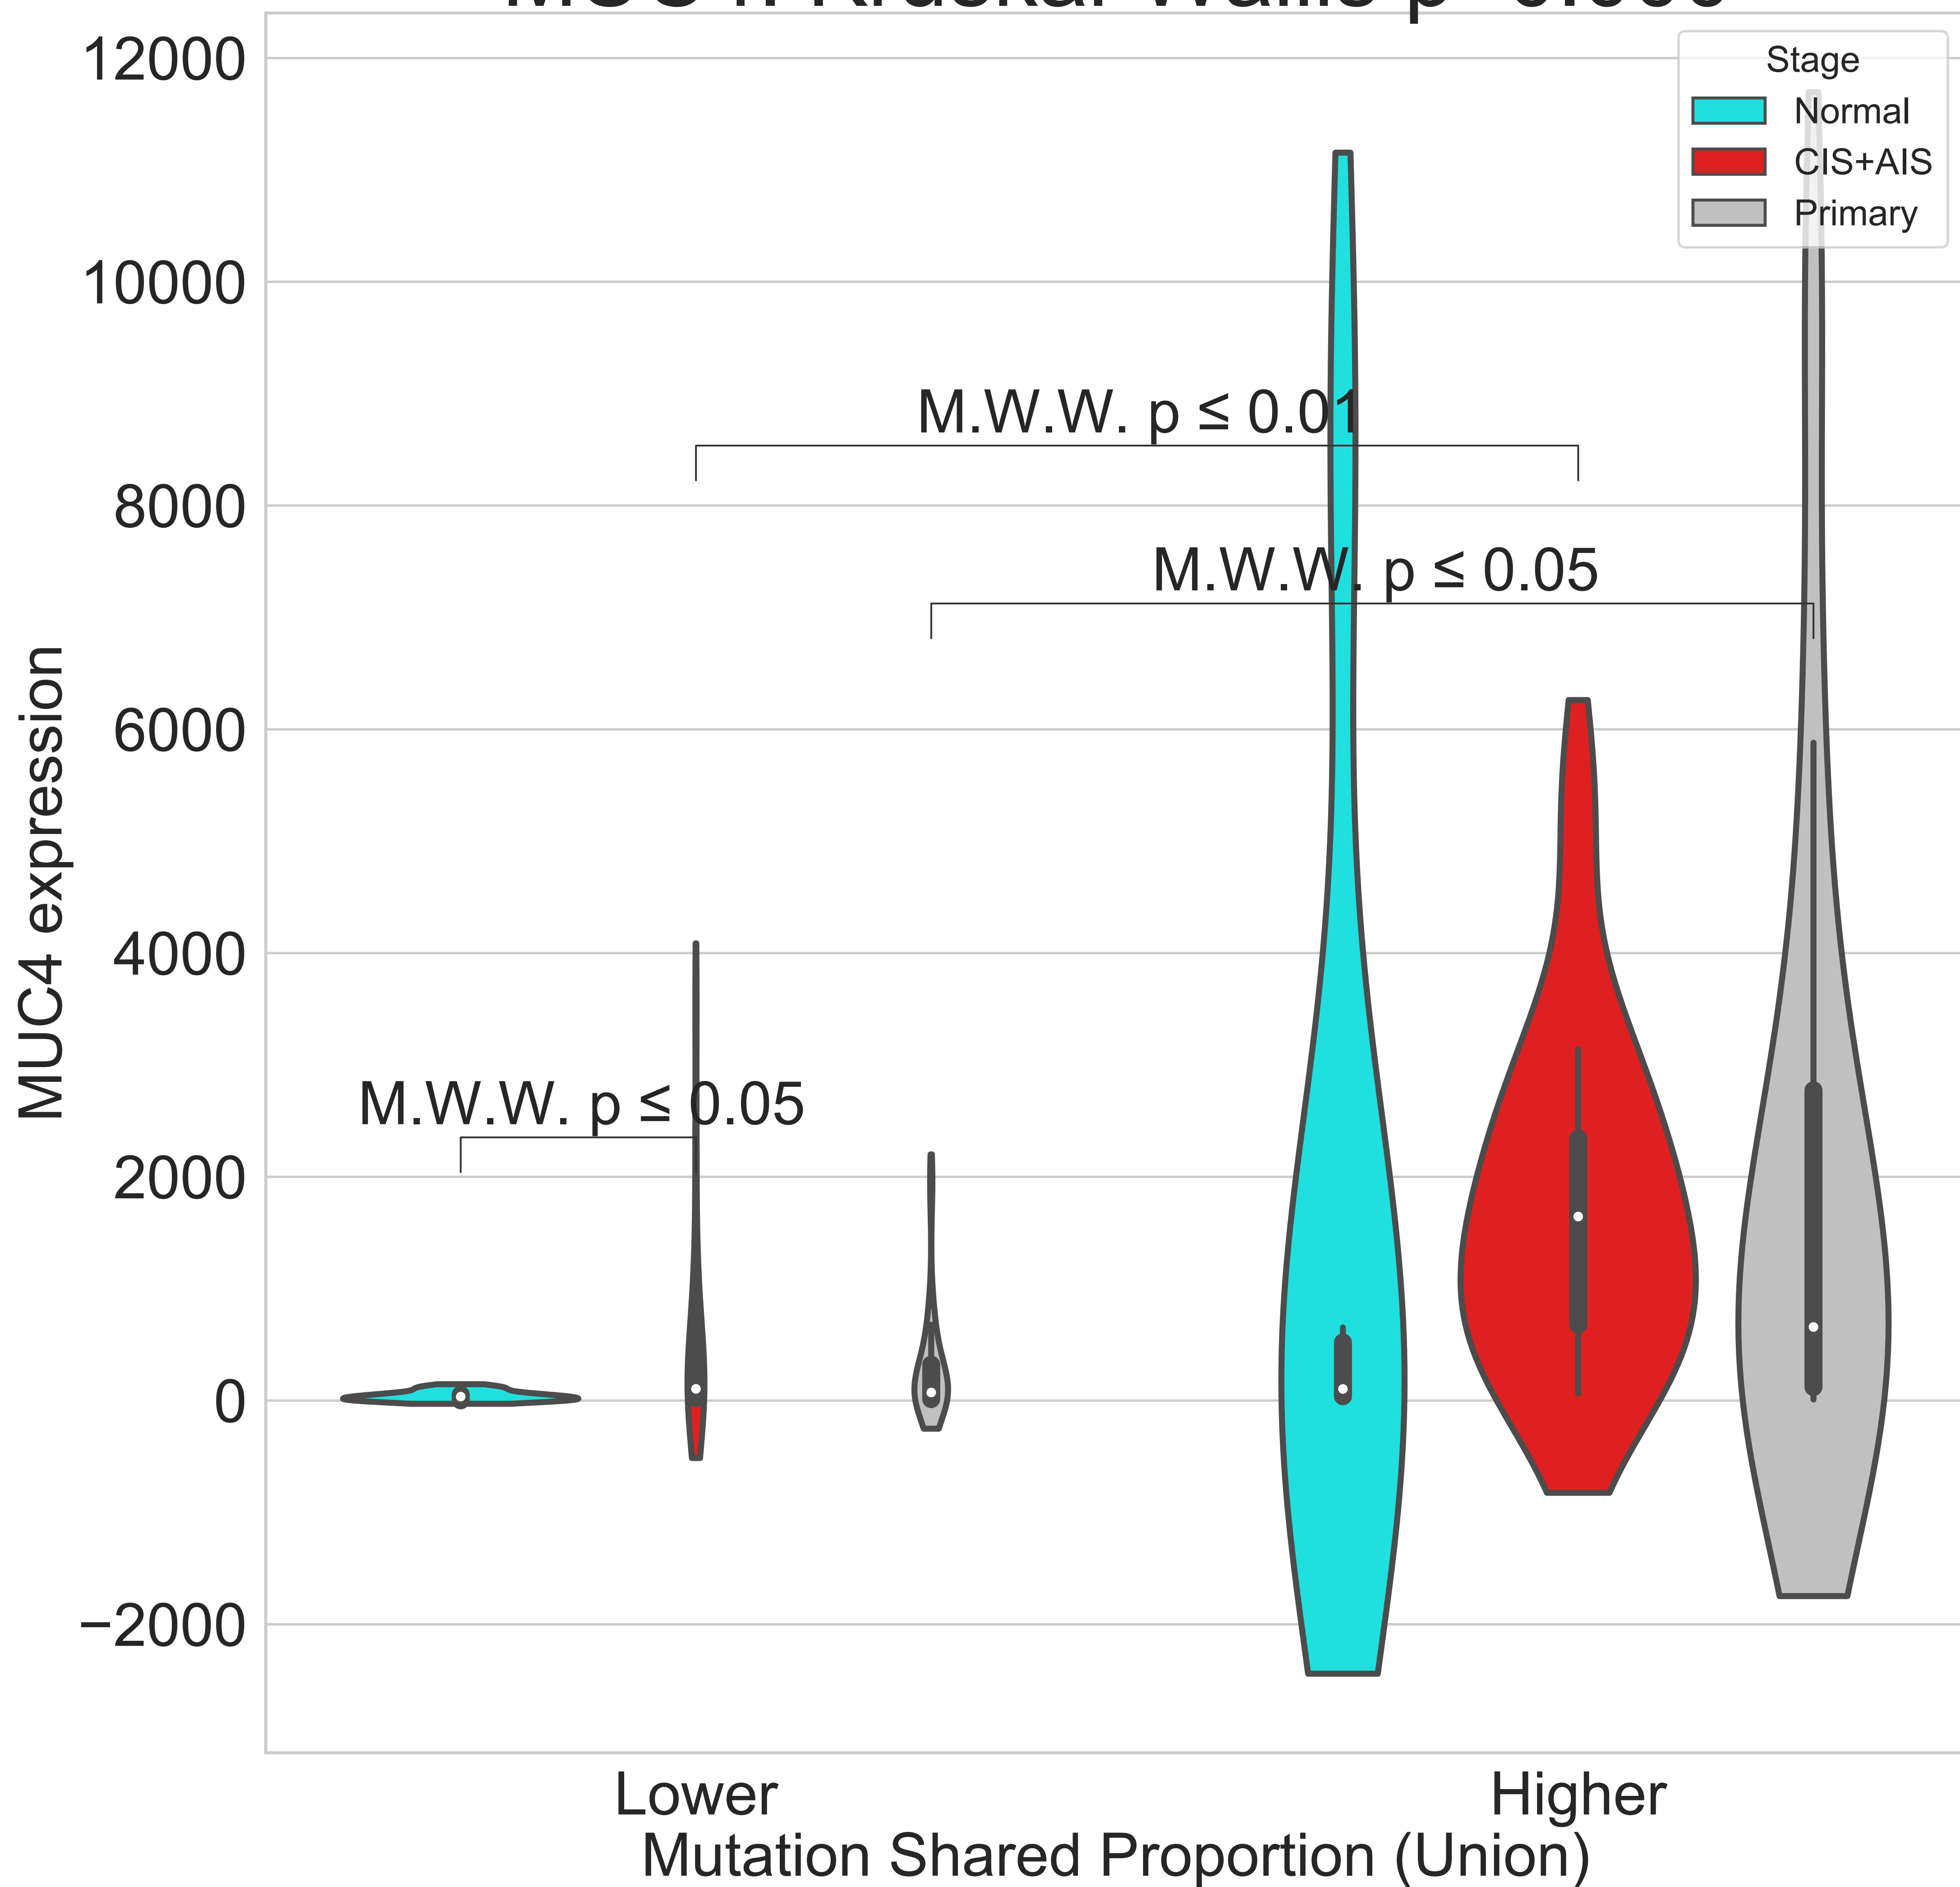 12000
10000
8000
6000
4000
2000
0
−2000
MUC4 expression
Stage
Normal
CIS+AIS
Primary
M.W.W. p ≤ 0.01
M.W.W. p ≤ 0.05
M.W.W. p ≤ 0.05
Lower
Higher
Mutation Shared Proportion (Union)